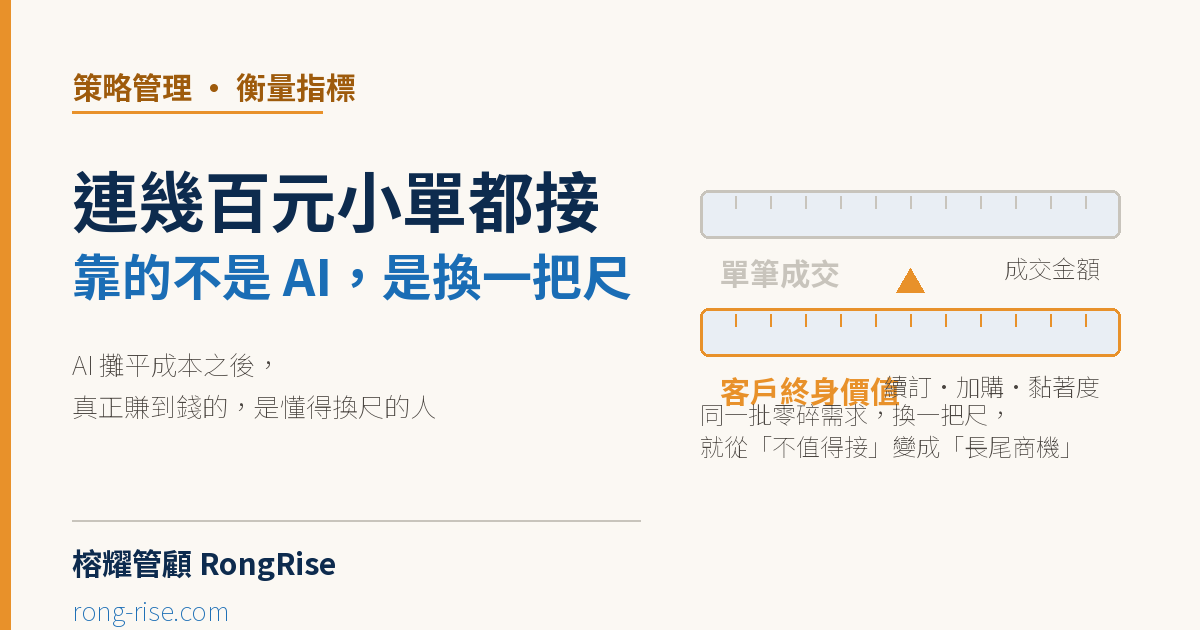 策略管理 · 衡量指標
連幾百元小單都接
靠的不是 AI，是換一把尺
AI 攤平成本之後，
真正賺到錢的，是懂得換尺的人
單筆成交
成交金額
客戶終身價值
續訂·加購·黏著度
同一批零碎需求，換一把尺，
就從「不值得接」變成「長尾商機」
榕耀管顧 RongRise
rong-rise.com